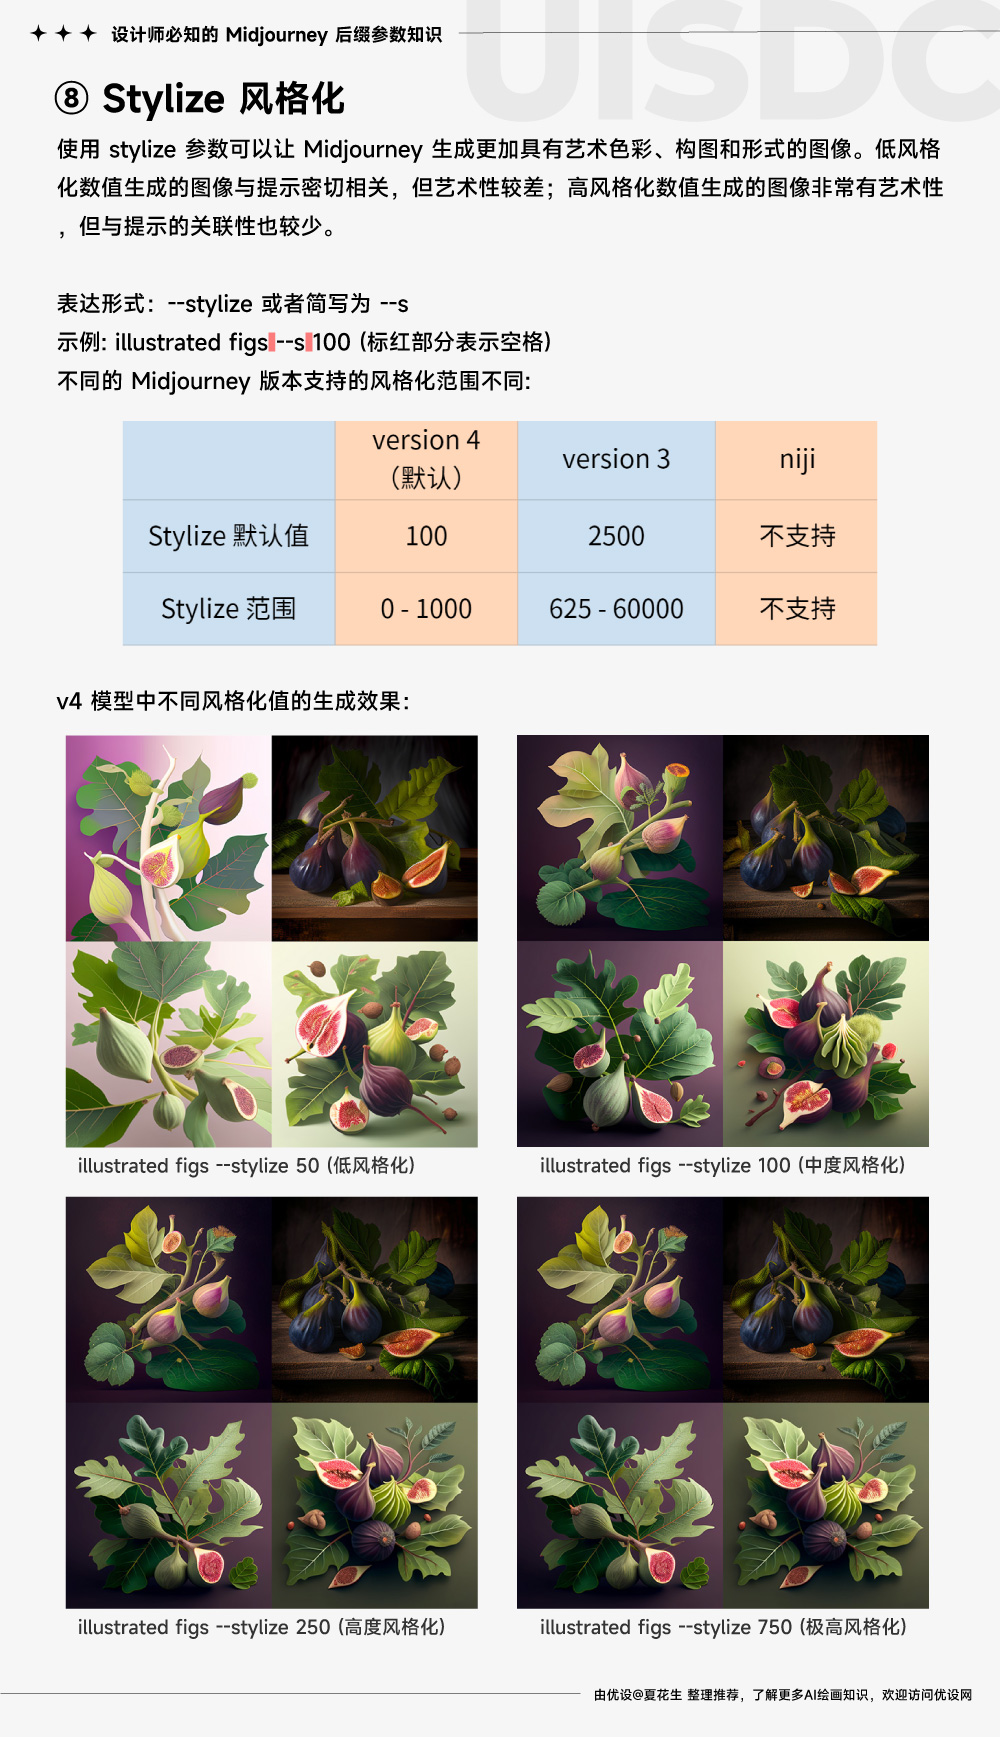 UISDC
设计师必知的 Midjourney 后缀参数知识
⑧ Stylize 风格化
使用 stylize 参数可以让 Midjourney 生成更加具有艺术色彩、构图和形式的图像。低风格
化数值生成的图像与提示密切相关，但艺术性较差；高风格化数值生成的图像非常有艺术性
，但与提示的关联性也较少。
表达形式：--stylize 或者简写为 --s
示例: illustrated figs --s 100 (标红部分表示空格)
不同的 Midjourney 版本支持的风格化范围不同:
version 4 （默认） version 3 niji
Stylize 默认值 100 2500 不支持
Stylize 范围 0 - 1000 625 - 60000 不支持
v4 模型中不同风格化值的生成效果：
illustrated figs --stylize 50 (低风格化)
illustrated figs --stylize 100 (中度风格化)
illustrated figs --stylize 250 (高度风格化)
illustrated figs --stylize 750 (极高风格化)
由优设@夏花生 整理推荐，了解更多AI绘画知识，欢迎访问优设网